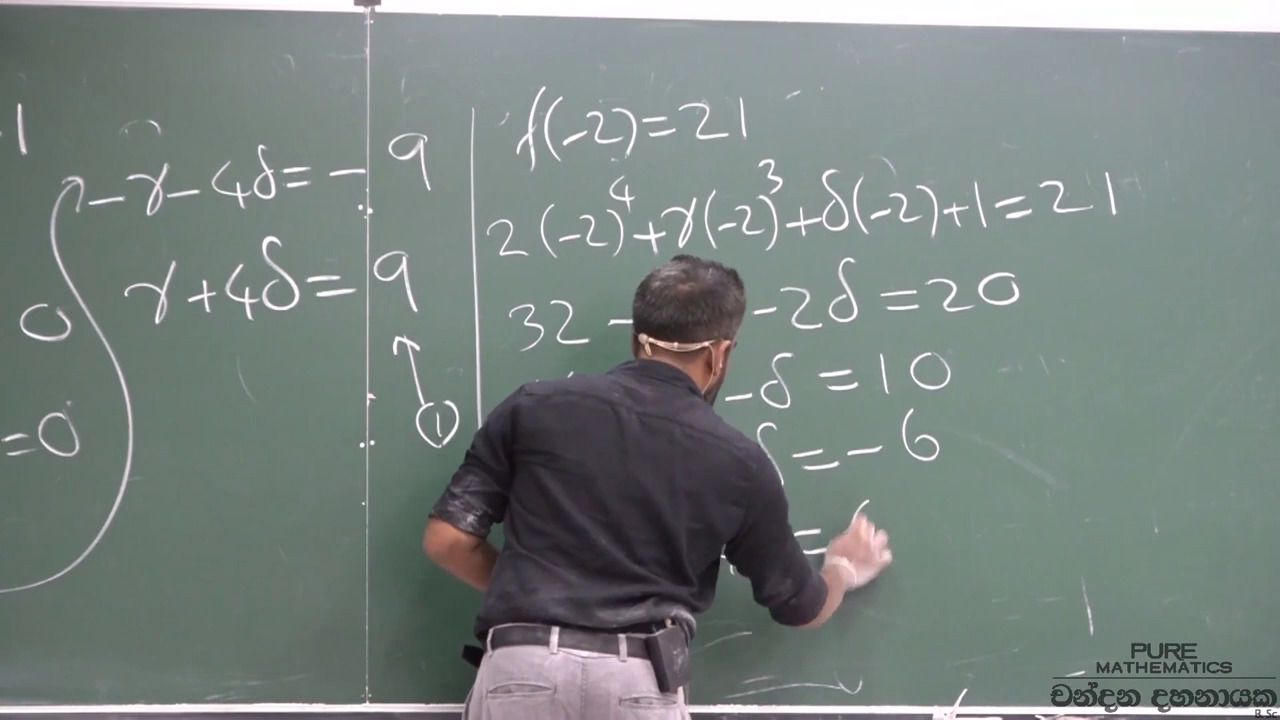 1
-γ-4δ=-9
γ+4δ=9
0
①
=0
f(-2)=21
2(-2)⁴+γ(-2)³+δ(-2)+1=21
32 - -2δ=20
-δ=10
δ=-6
=
PURE
MATHEMATICS
චන්දන දහනායක
B.Sc